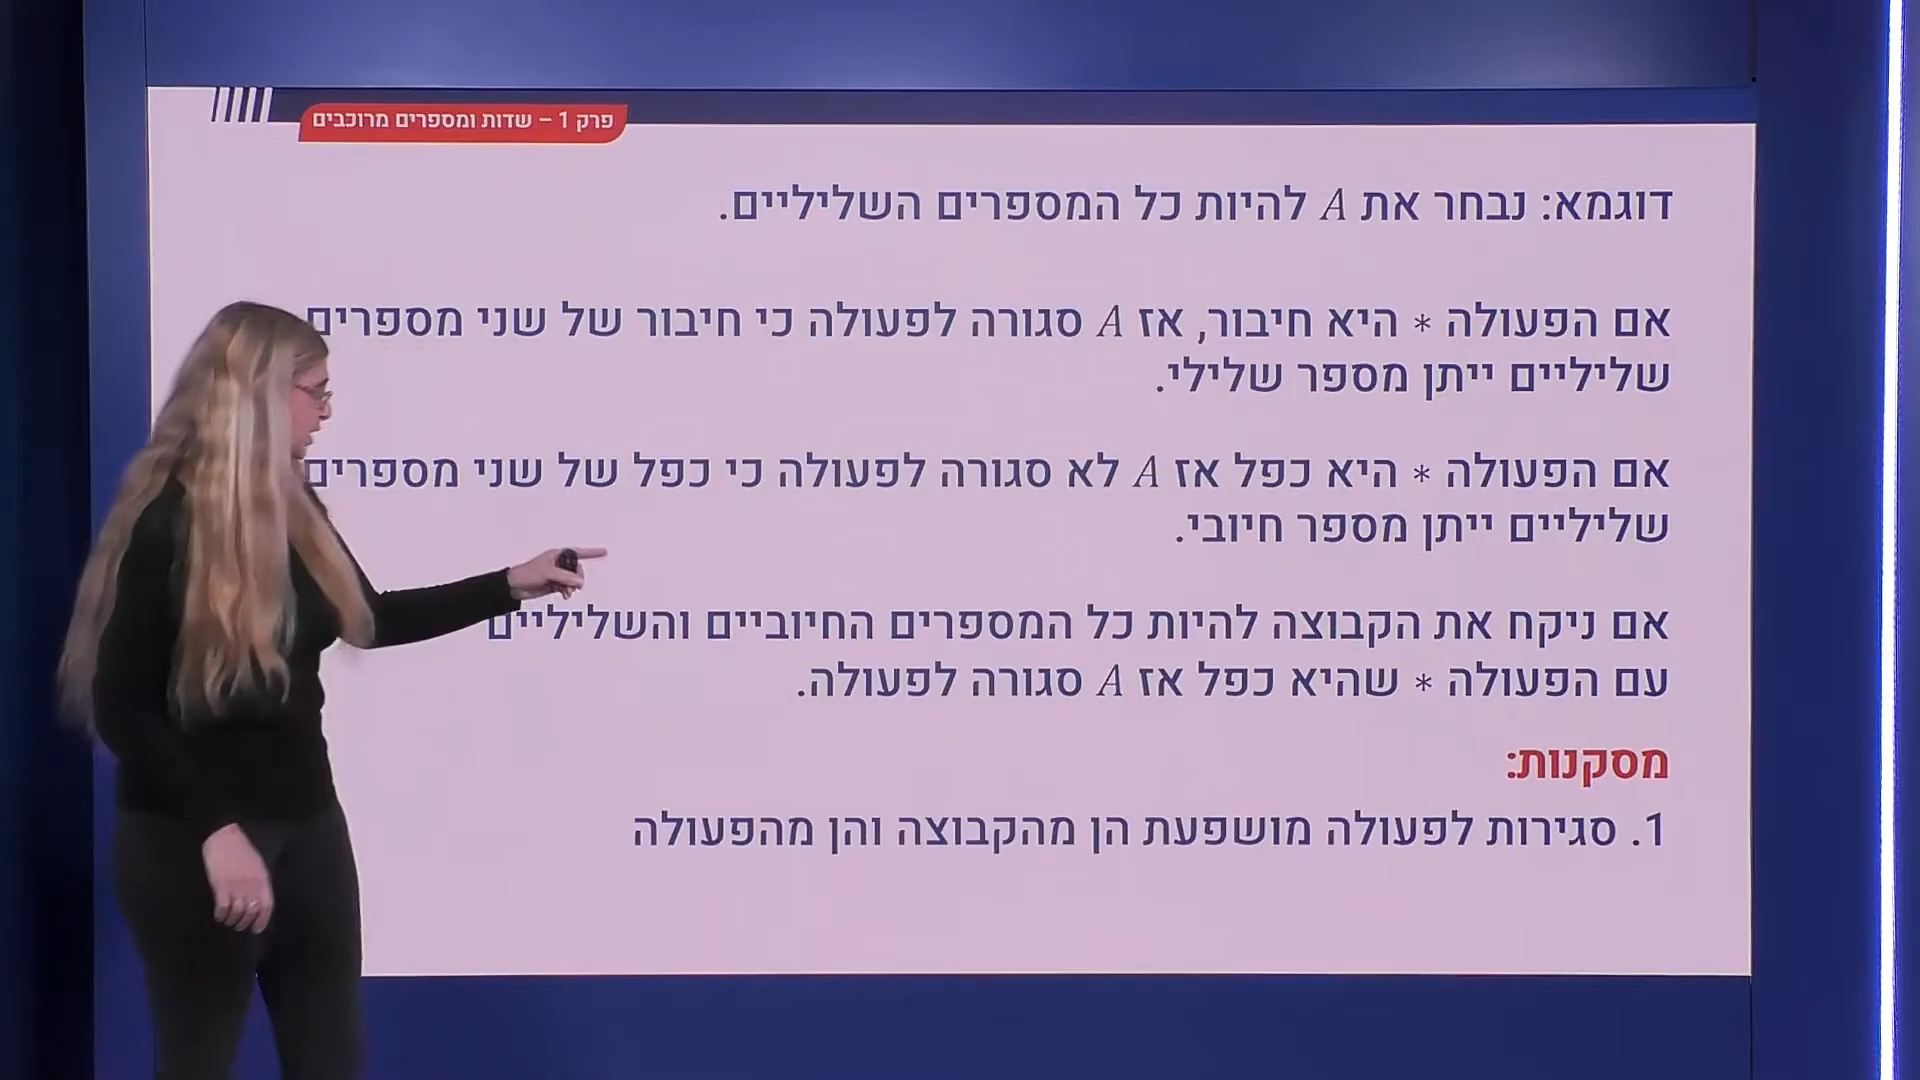 פרק 1 – שדות ומספרים מרוכבים
דוגמא: נבחר את A להיות כל המספרים השליליים.
אם הפעולה * היא חיבור, אז A סגורה לפעולה כי חיבור של שני מספרים
שליליים ייתן מספר שלילי.
אם הפעולה * היא כפל אז A לא סגורה לפעולה כי כפל של שני מספרים
שליליים ייתן מספר חיובי.
אם ניקח את הקבוצה להיות כל המספרים החיוביים והשליליים
עם הפעולה * שהיא כפל אז A סגורה לפעולה.
מסקנות:
1. סגירות לפעולה מושפעת הן מהקבוצה והן מהפעולה